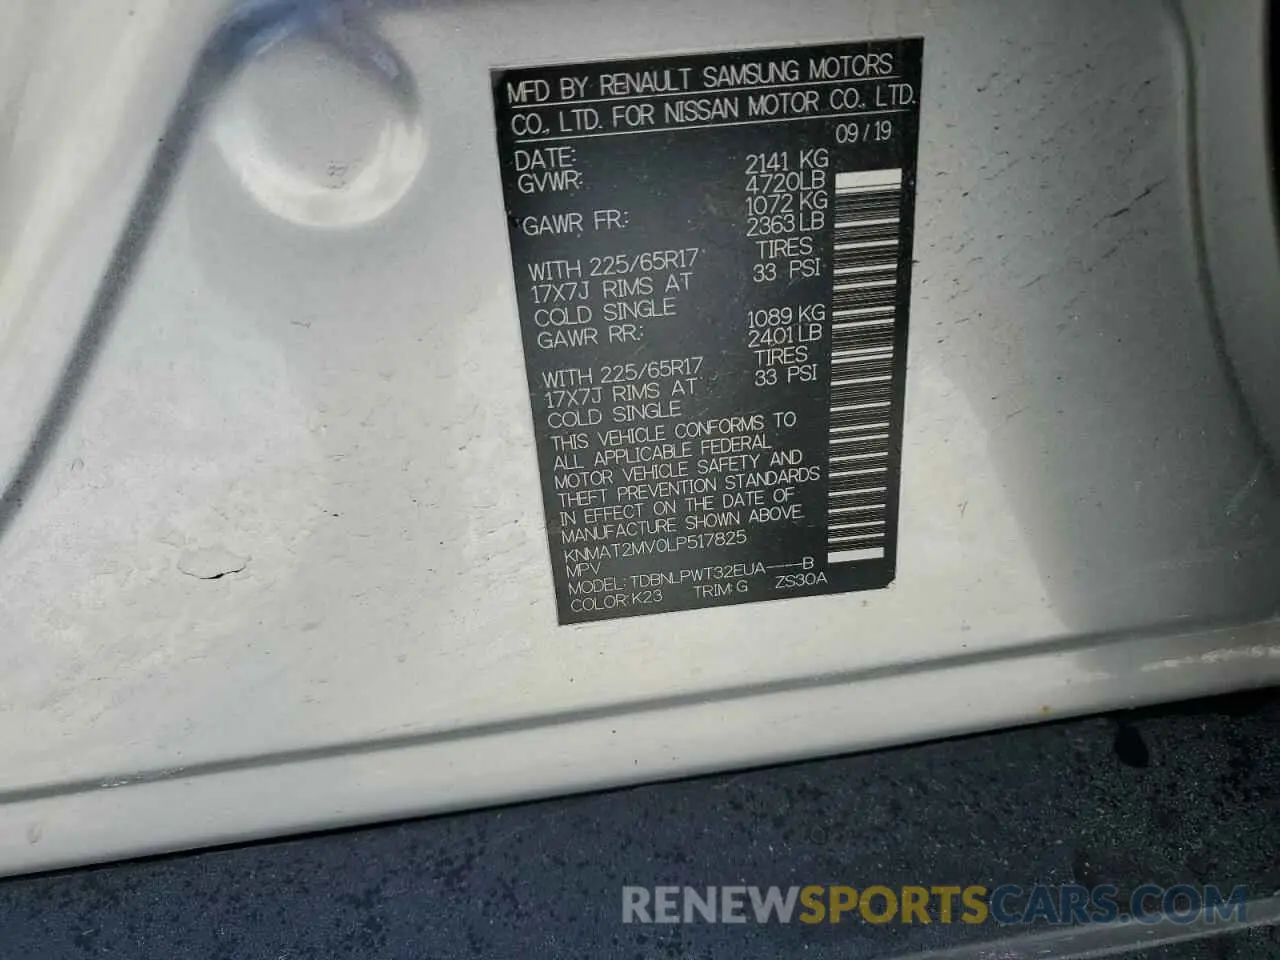 MFD BY RENAULT SAMSUNG MOTORS
CO., LTD. FOR NISSAN MOTOR CO., LTD.
DATE: 09/19
GVWR: 2141 KG
4720LB
GAWR FR: 1072 KG
2363LB
WITH 225/65R17 TIRES
17X7J RIMS AT 33 PSI
COLD SINGLE
GAWR RR: 1089 KG
2401LB
WITH 225/65R17 TIRES
17X7J RIMS AT 33 PSI
COLD SINGLE
THIS VEHICLE CONFORMS TO
ALL APPLICABLE FEDERAL
MOTOR VEHICLE SAFETY AND
THEFT PREVENTION STANDARDS
IN EFFECT ON THE DATE OF
MANUFACTURE SHOWN ABOVE.
KNMAT2MV0LP517825
MPV
MODEL: TDBNLPWT32EUA----B
COLOR: K23 TRIM: G ZS30A
RENEWSPORTSCARS.COM